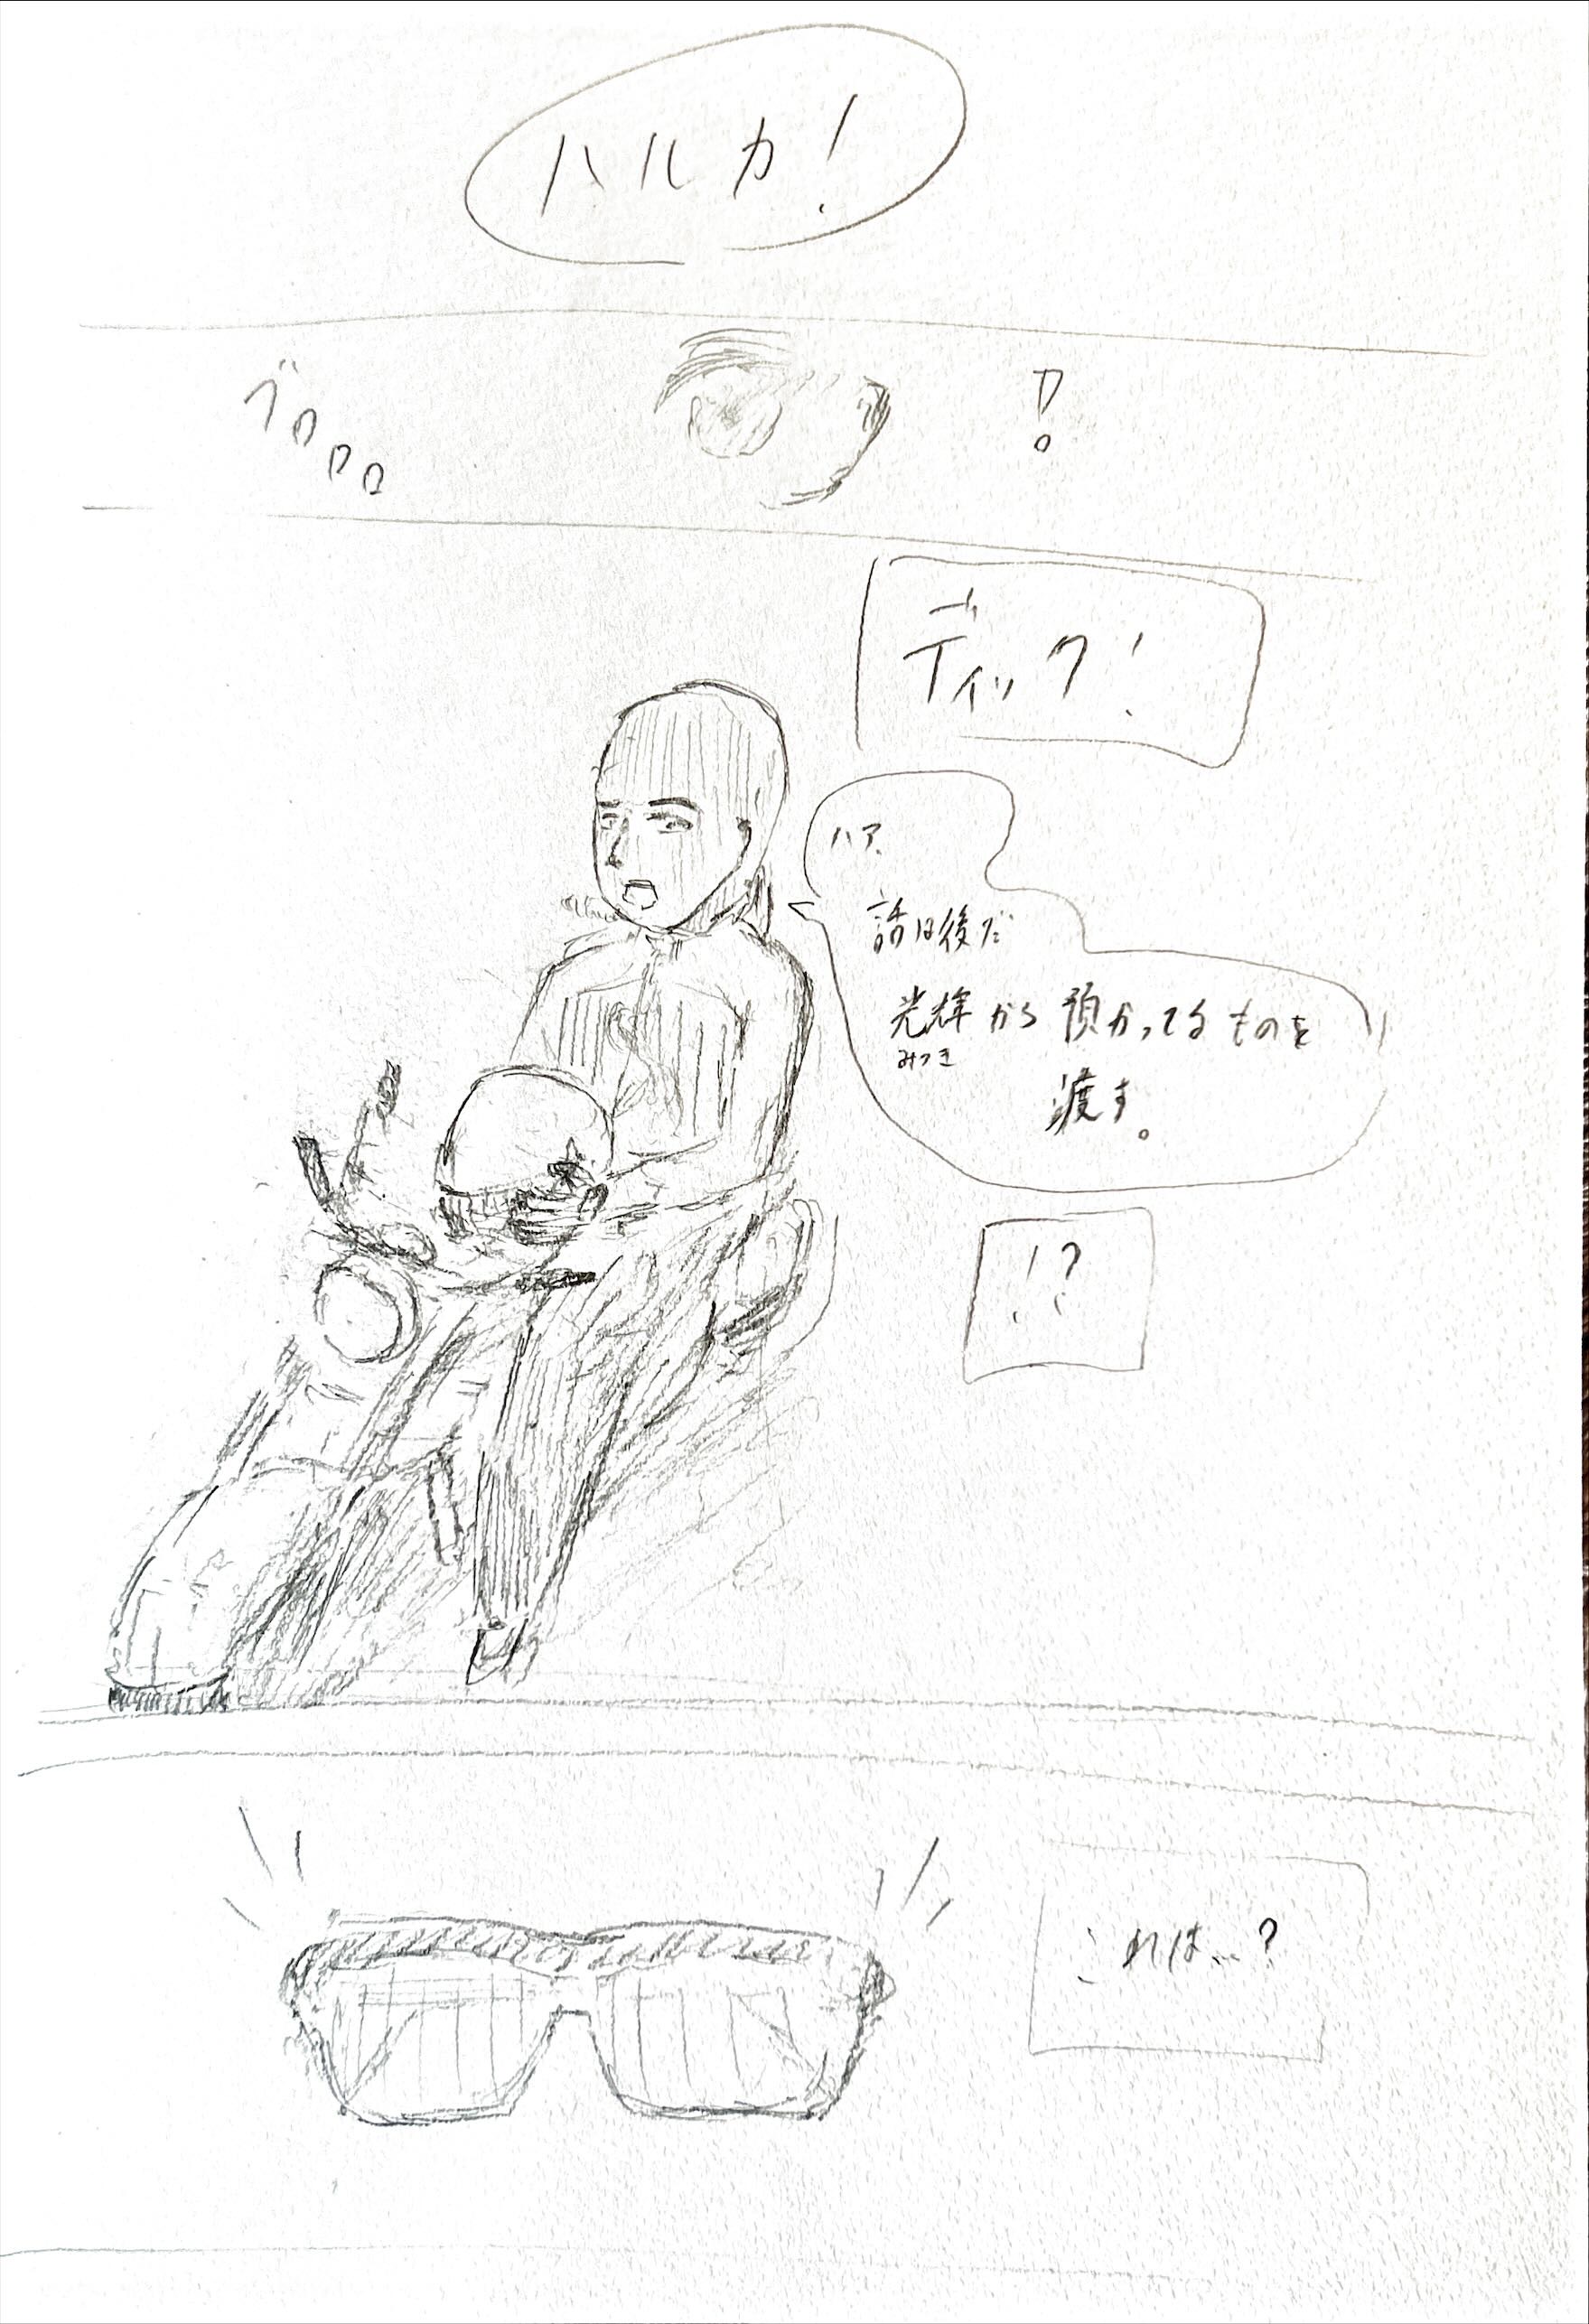 ハルカ！
ブロロロ
！
ディック！
ハア、
話は後だ
光輝から預かってるものを
みつき
渡す。
！？
これは…？